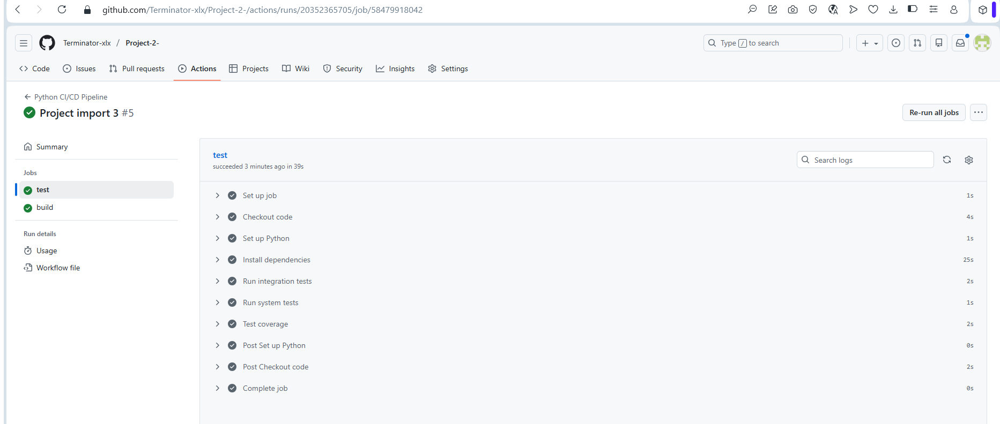 github.com/Terminator-xlx/Project-2-/actions/runs/20352365705/job/58479918042
Terminator-xlx / Project-2-
Type / to search
Code Issues Pull requests Actions Projects Wiki Security Insights Settings
Python CI/CD Pipeline
Project import 3 #5
Re-run all jobs
Summary
Jobs
test
build
Run details
Usage
Workflow file
test
succeeded 3 minutes ago in 39s
Search logs
Set up job 1s
Checkout code 4s
Set up Python 1s
Install dependencies 25s
Run integration tests 2s
Run system tests 1s
Test coverage 2s
Post Set up Python 0s
Post Checkout code 2s
Complete job 0s